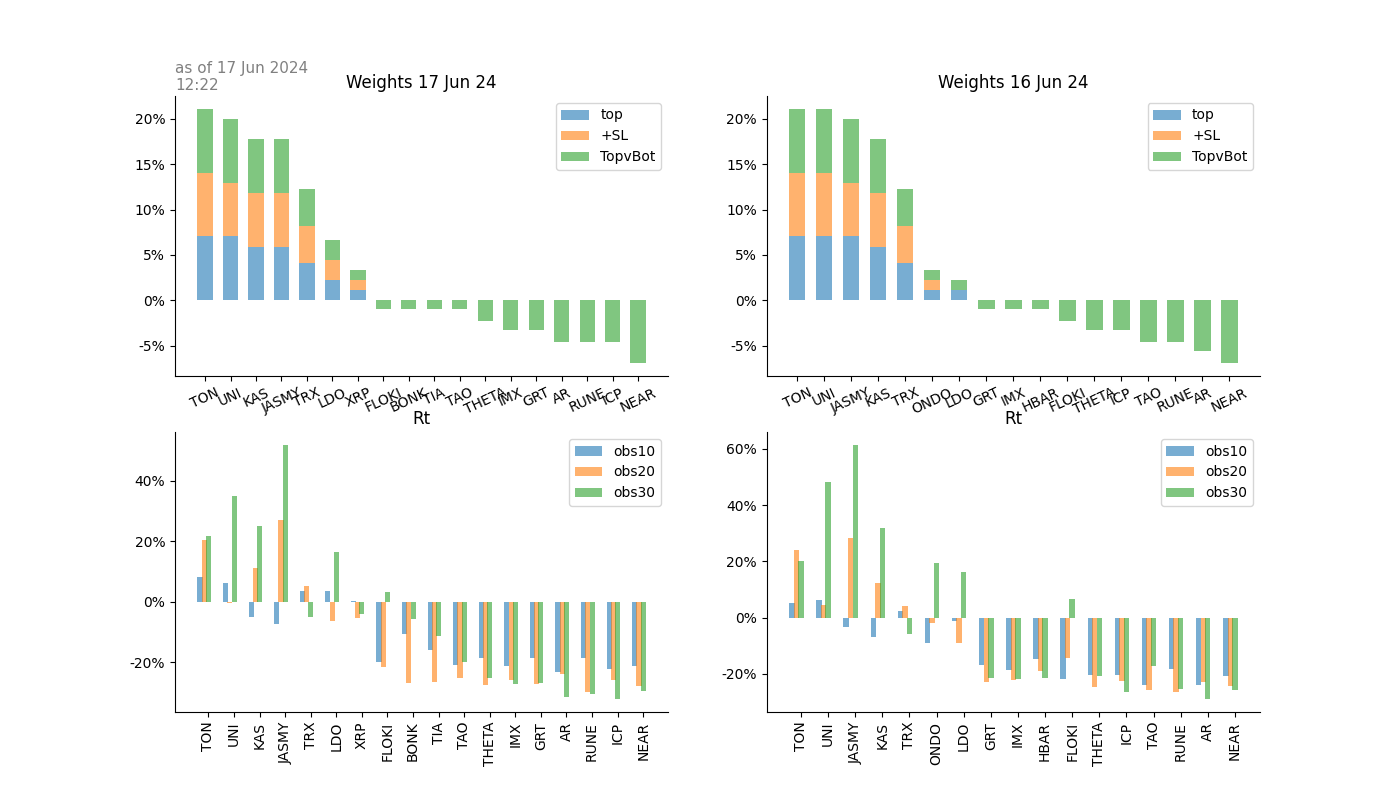 as of 17 Jun 2024
12:22
Weights 17 Jun 24
20%
15%
10%
5%
0%
-5%
top
+SL
TopvBot
TON UNI KAS JASMY TRX LDO XRP FLOKI BONK TIA TAO THETA IMX GRT AR RUNE ICP NEAR
Weights 16 Jun 24
20%
15%
10%
5%
0%
-5%
top
+SL
TopvBot
TON UNI JASMY KAS TRX ONDO LDO GRT IMX HBAR FLOKI THETA ICP TAO RUNE AR NEAR
Rt
40%
20%
0%
-20%
obs10
obs20
obs30
TON UNI KAS JASMY TRX LDO XRP FLOKI BONK TIA TAO THETA IMX GRT AR RUNE ICP NEAR
Rt
60%
40%
20%
0%
-20%
obs10
obs20
obs30
TON UNI JASMY KAS TRX ONDO LDO GRT IMX HBAR FLOKI THETA ICP TAO RUNE AR NEAR